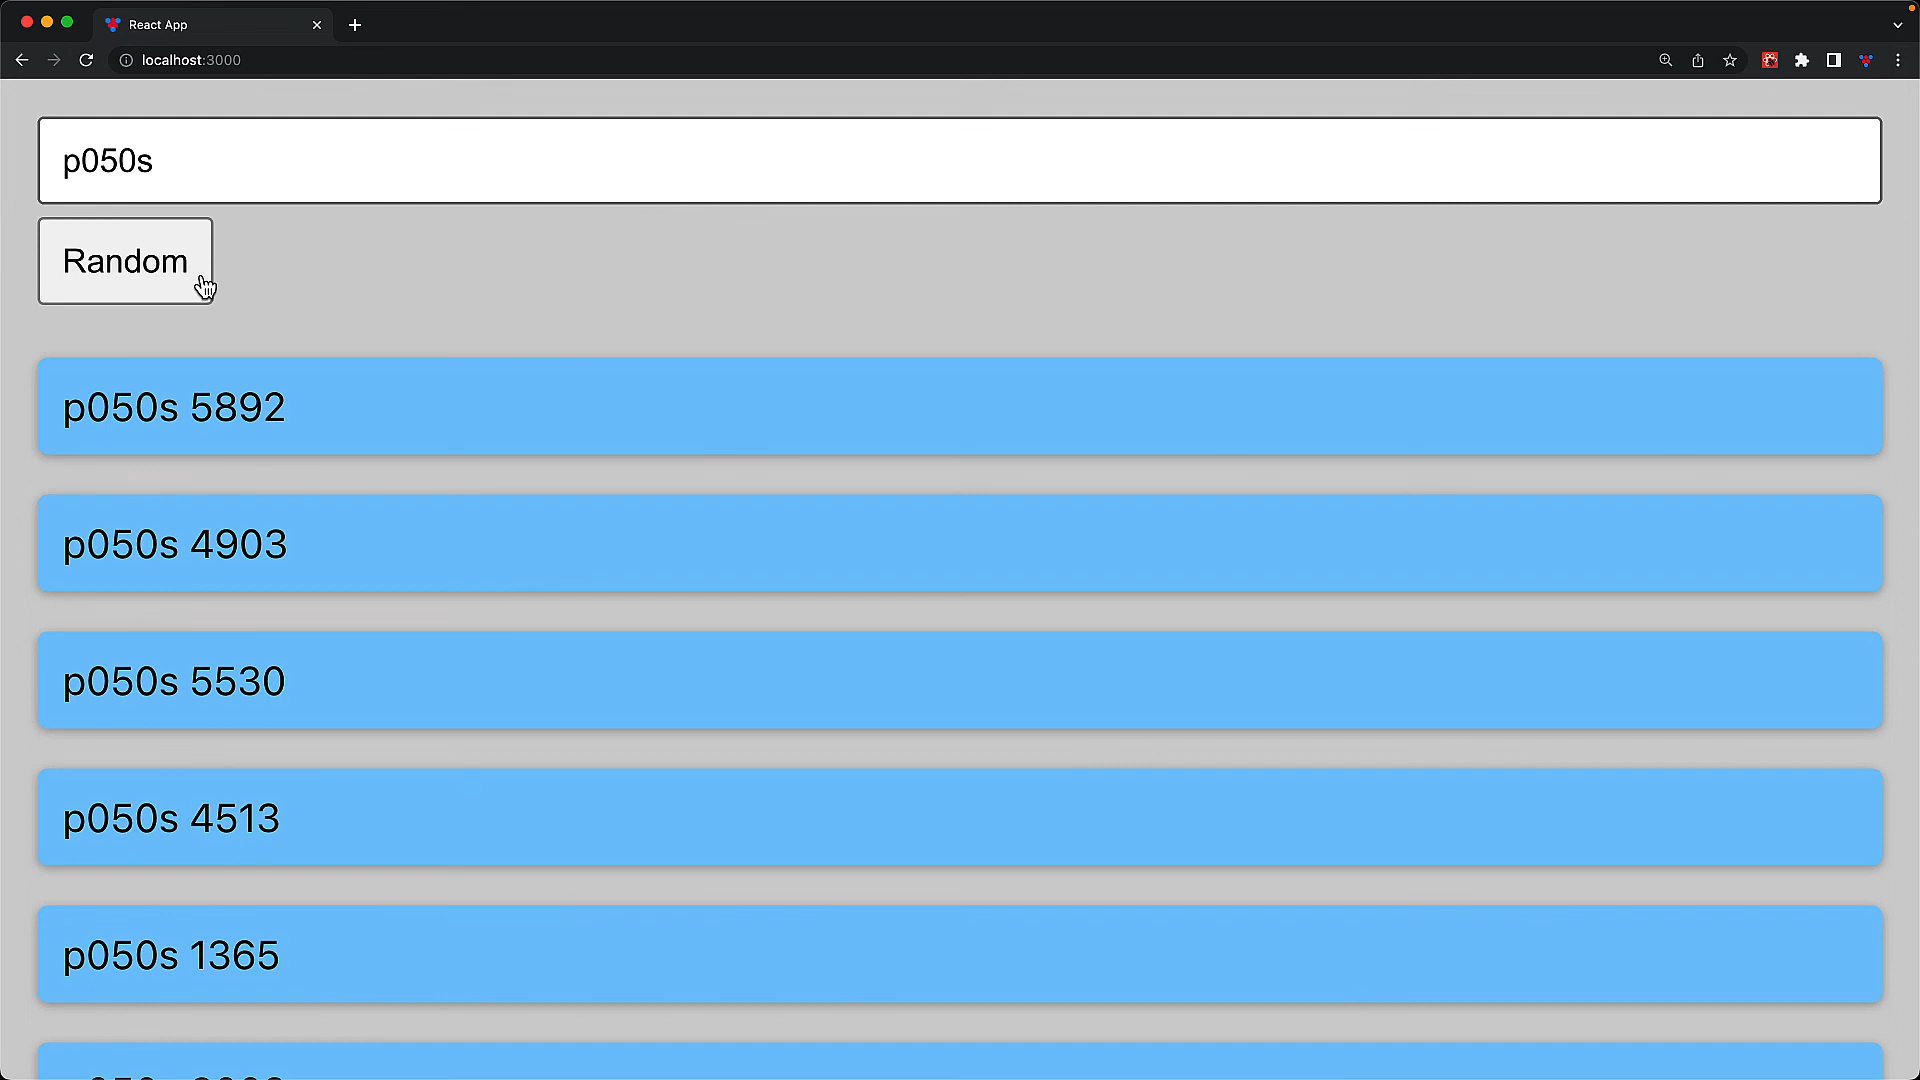 React App
localhost:3000
p050s
Random
p050s 5892
p050s 4903
p050s 5530
p050s 4513
p050s 1365